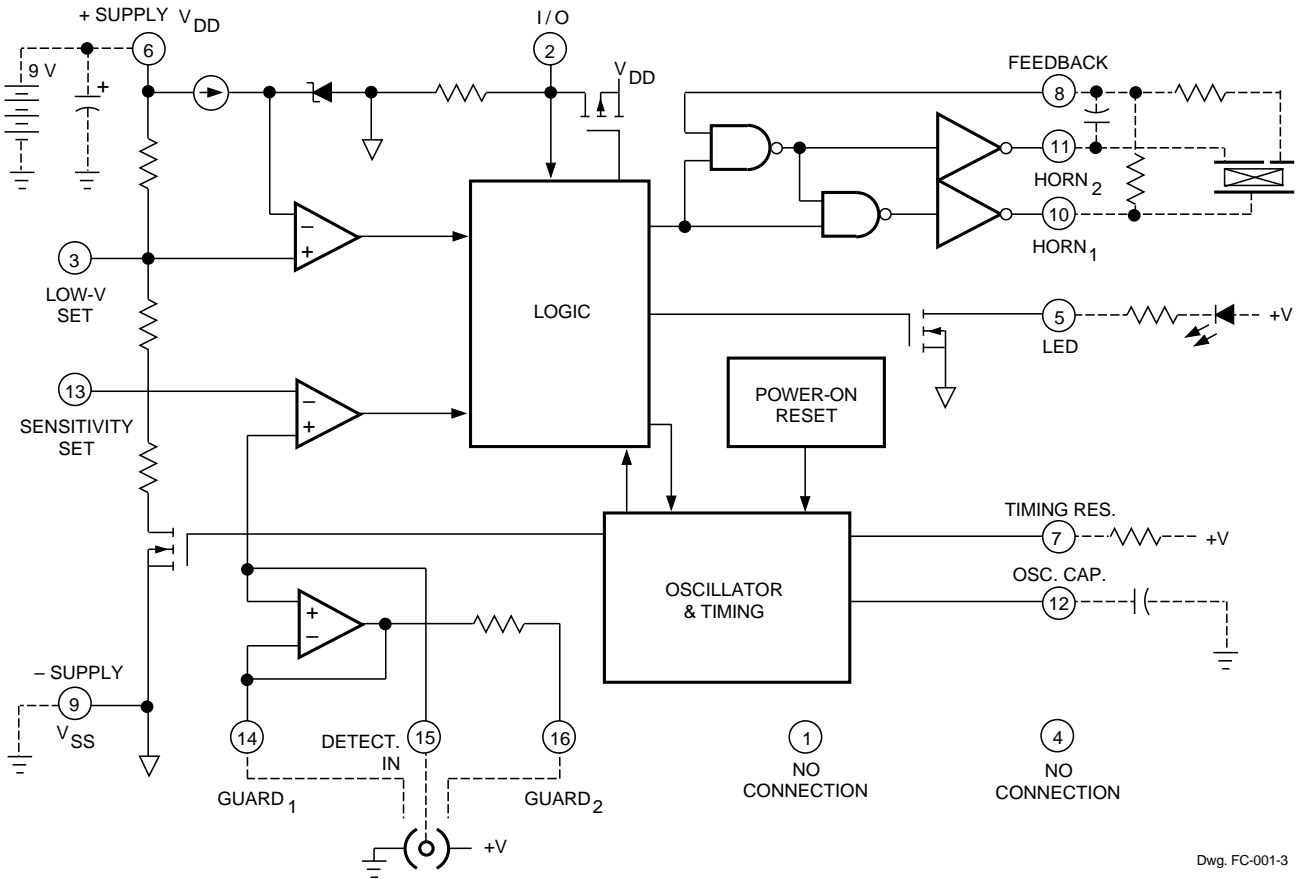 + SUPPLY V DD
6
I / O
2
9 V
+
V DD
FEEDBACK
8
11
HORN 2
10
HORN 1
−
+
3
LOW-V
SET
LOGIC
5
LED
+V
13
SENSITIVITY
SET
−
+
POWER-ON
RESET
TIMING RES.
7
+V
OSC. CAP.
12
OSCILLATOR
& TIMING
+
−
– SUPPLY
9
V SS
14
DETECT.
IN
15
16
GUARD 1
GUARD 2
+V
1
NO
CONNECTION
4
NO
CONNECTION
Dwg. FC-001-3